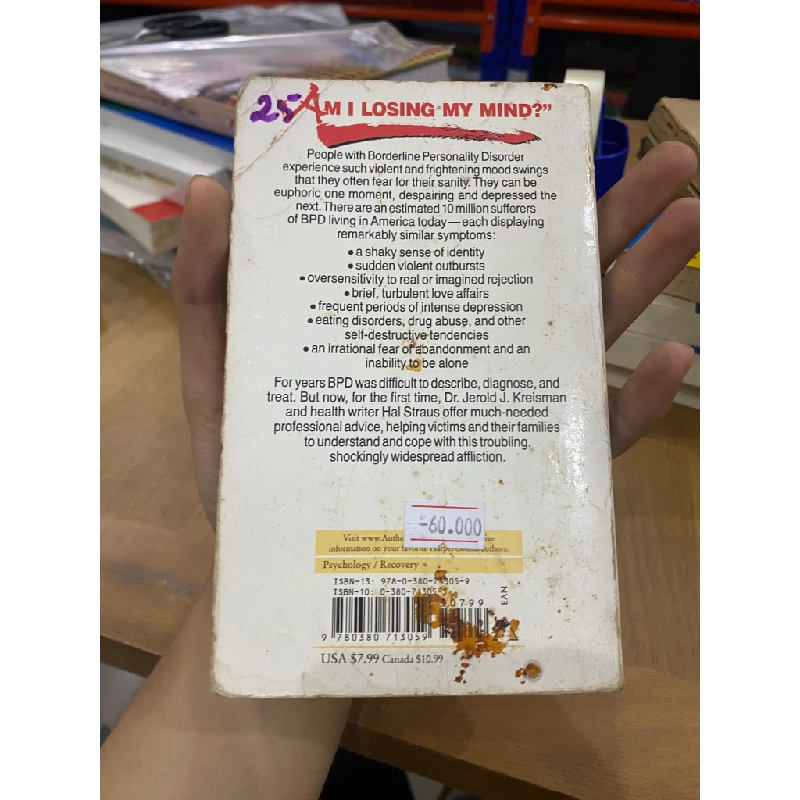 25
AM I LOSING MY MIND?"
People with Borderline Personality Disorder
experience such violent and frightening mood swings
that they often fear for their sanity. They can be
euphoric one moment, despairing and depressed the
next. There are an estimated 10 million sufferers
of BPD living in America today—each displaying
remarkably similar symptoms:
• a shaky sense of identity
• sudden violent outbursts
• oversensitivity to real or imagined rejection
• brief, turbulent love affairs
• frequent periods of intense depression
• eating disorders, drug abuse, and other
self-destructive tendencies
• an irrational fear of abandonment and an
inability to be alone
For years BPD was difficult to describe, diagnose, and
treat. But now, for the first time, Dr. Jerold J. Kreisman
and health writer Hal Straus offer much-needed
professional advice, helping victims and their families
to understand and cope with this troubling,
shockingly widespread affliction.
-60.000
Visit www.Autho
information on your favorite authors.
Psychology / Recovery
ISBN-13: 978-0-380-71305-9
ISBN-10: 0-380-71305-
50799
EAN
9 780380 713059
USA $7.99 Canada $10.99